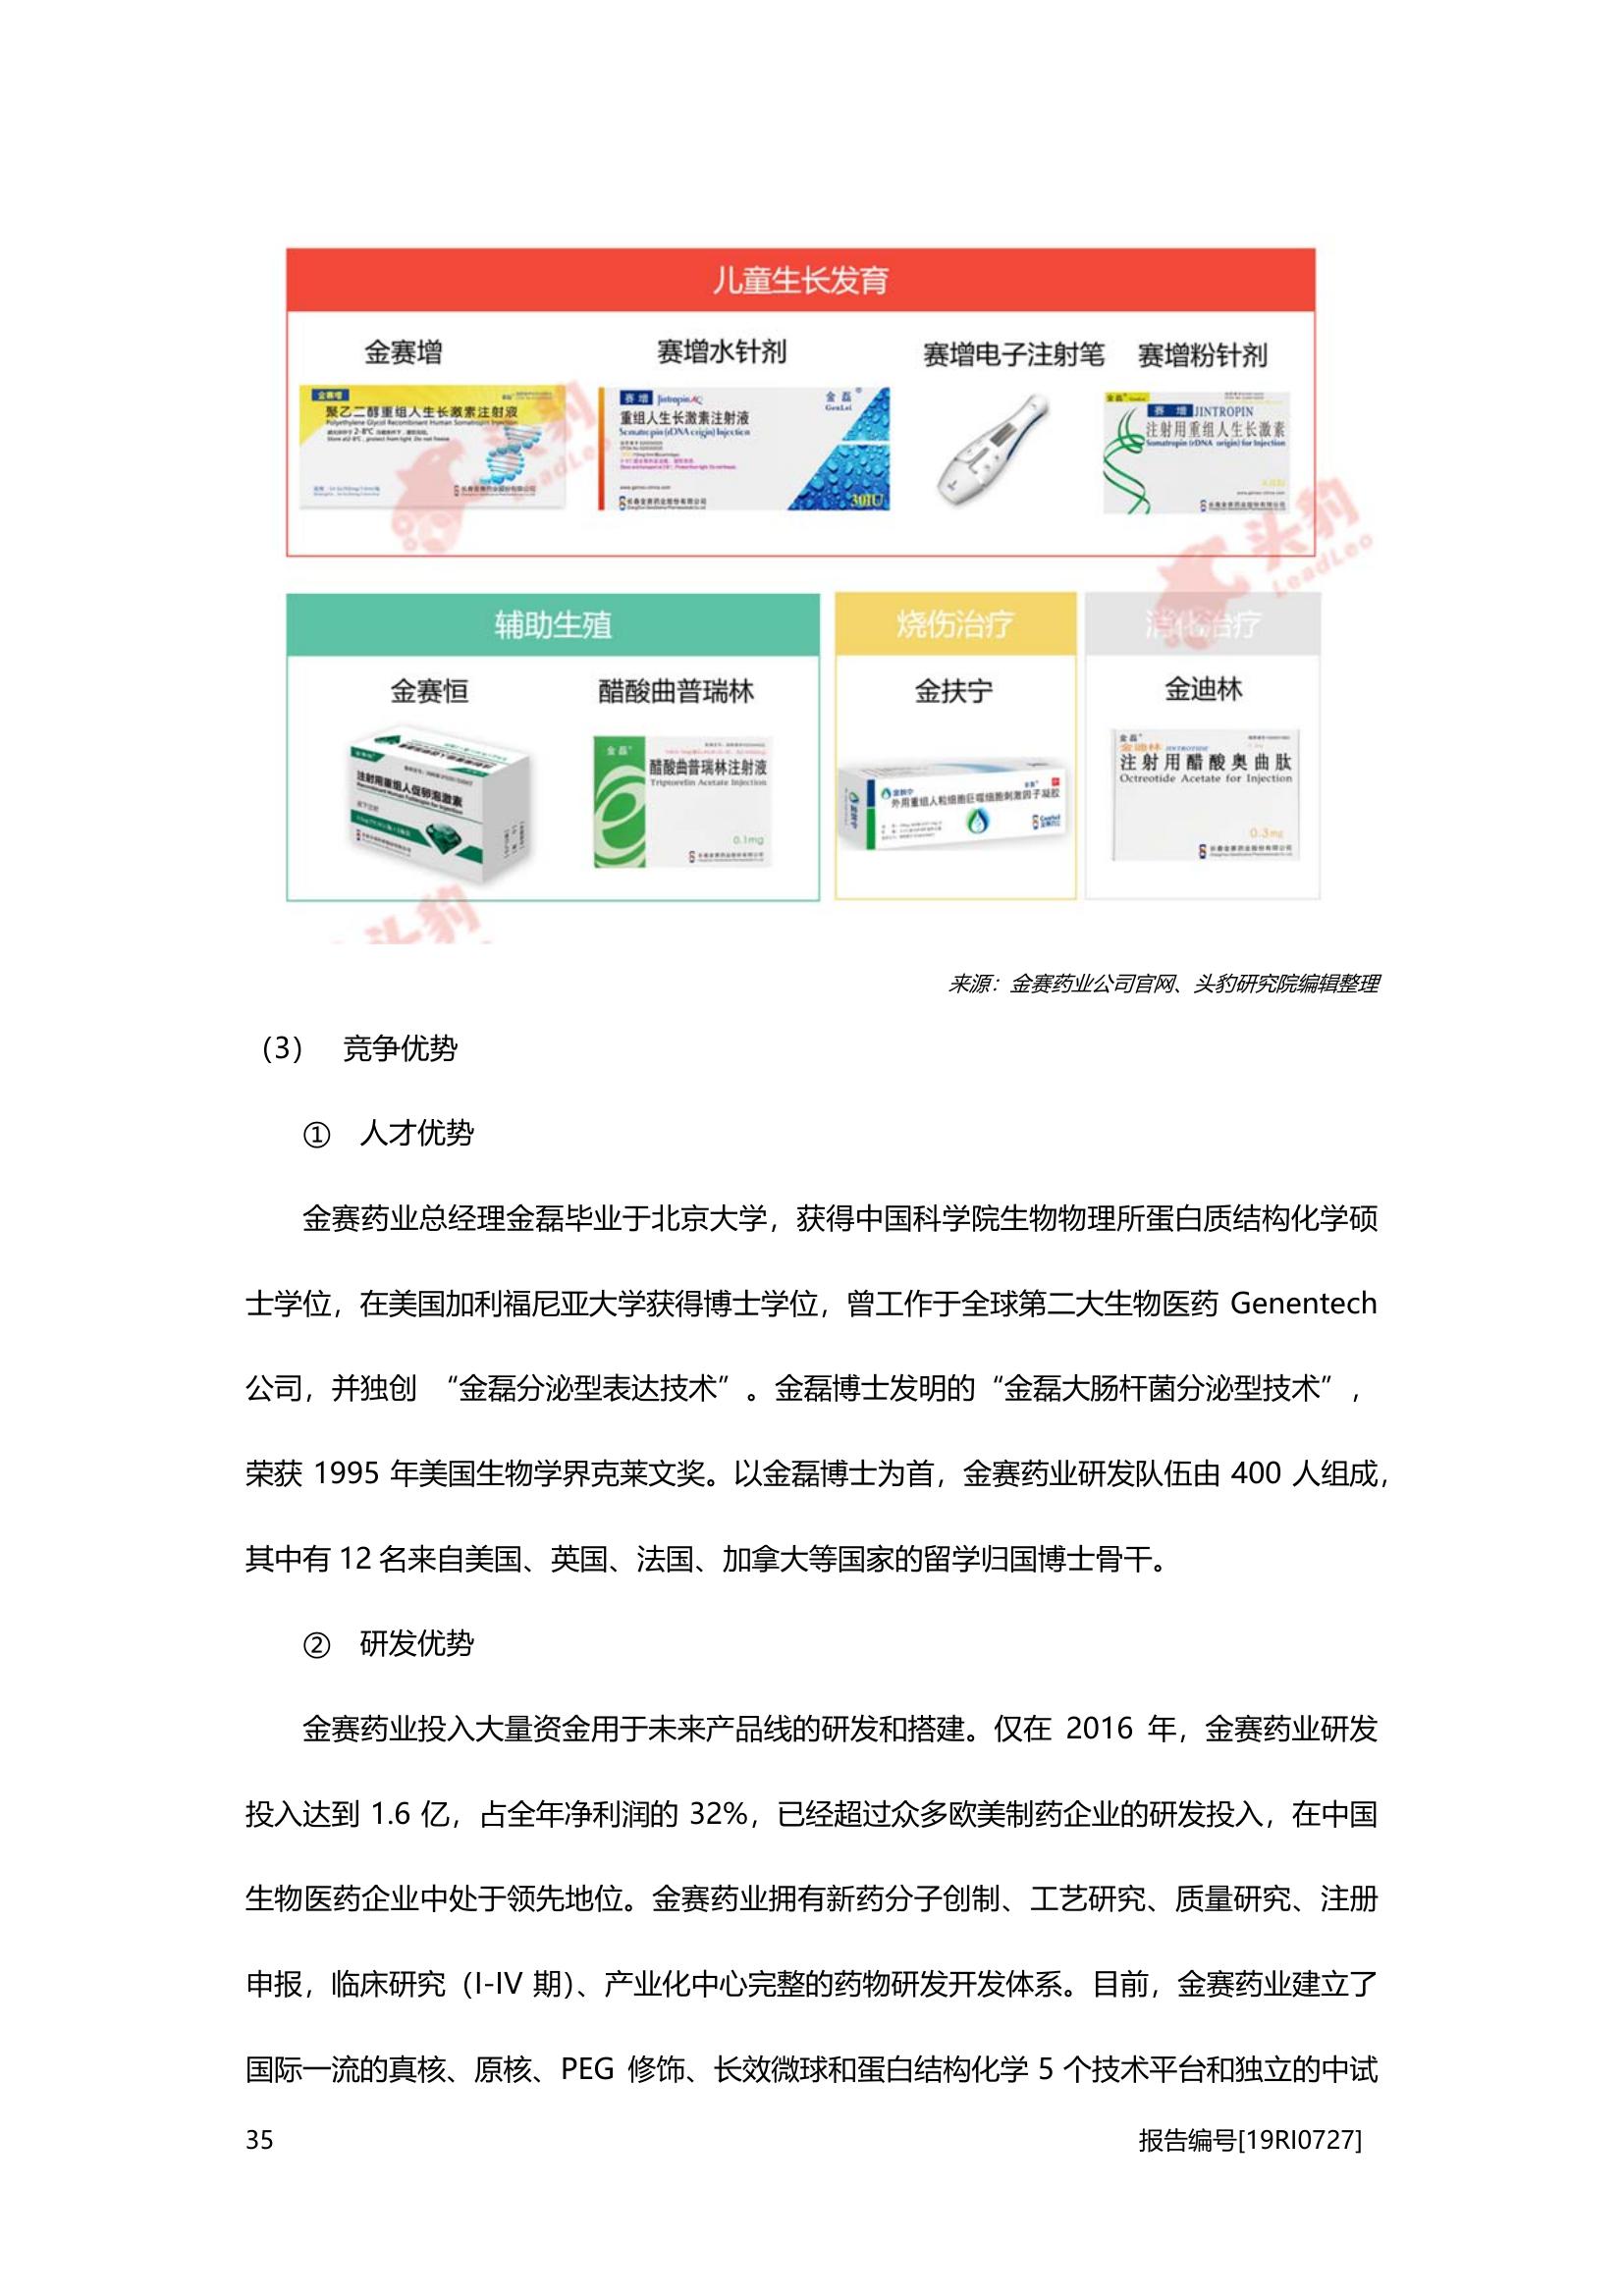 儿童生长发育
金赛增
赛增水针剂
赛增电子注射笔
赛增粉针剂
金赛增
聚乙二醇重组人生长激素注射液
Polyethylene Glycol Recombinant Human Somatropin Injection
赛增 Jintropin AQ
重组人生长激素注射液
Somatropin (rDNA origin) Injection
金磊®
GenLei
30IU
金磊
赛增 JINTROPIN
注射用重组人生长激素
Somatropin (rDNA origin) for Injection
头豹
LeadLeo
头豹
LeadLeo
辅助生殖
烧伤治疗
消化治疗
金赛恒
醋酸曲普瑞林
金扶宁
金迪林
注射用重组人促卵泡激素
金磊
醋酸曲普瑞林注射液
Triptorelin Acetate Injection
0.1mg
金扶宁
外用重组人粒细胞巨噬细胞刺激因子凝胶
金磊
金迪林
注射用醋酸奥曲肽
Octreotide Acetate for Injection
0.3mg
头豹
来源：金赛药业公司官网、头豹研究院编辑整理
（3） 竞争优势
① 人才优势
金赛药业总经理金磊毕业于北京大学，获得中国科学院生物物理所蛋白质结构化学硕
士学位，在美国加利福尼亚大学获得博士学位，曾工作于全球第二大生物医药 Genentech
公司，并独创 “金磊分泌型表达技术”。金磊博士发明的“金磊大肠杆菌分泌型技术”，
荣获 1995 年美国生物学界克莱文奖。以金磊博士为首，金赛药业研发队伍由 400 人组成，
其中有 12 名来自美国、英国、法国、加拿大等国家的留学归国博士骨干。
② 研发优势
金赛药业投入大量资金用于未来产品线的研发和搭建。仅在 2016 年，金赛药业研发
投入达到 1.6 亿，占全年净利润的 32%，已经超过众多欧美制药企业的研发投入，在中国
生物医药企业中处于领先地位。金赛药业拥有新药分子创制、工艺研究、质量研究、注册
申报，临床研究（I-IV 期）、产业化中心完整的药物研发开发体系。目前，金赛药业建立了
国际一流的真核、原核、PEG 修饰、长效微球和蛋白结构化学 5 个技术平台和独立的中试
35
报告编号[19RI0727]